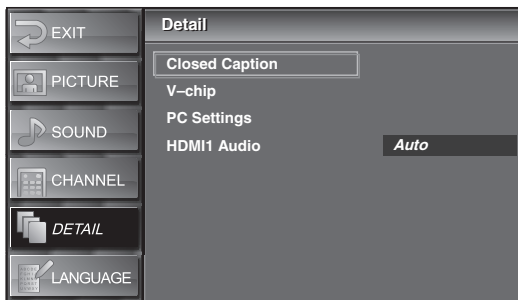 EXIT
PICTURE
SOUND
CHANNEL
DETAIL
LANGUAGE
Detail
Closed Caption
V–chip
PC Settings
HDMI1 Audio Auto